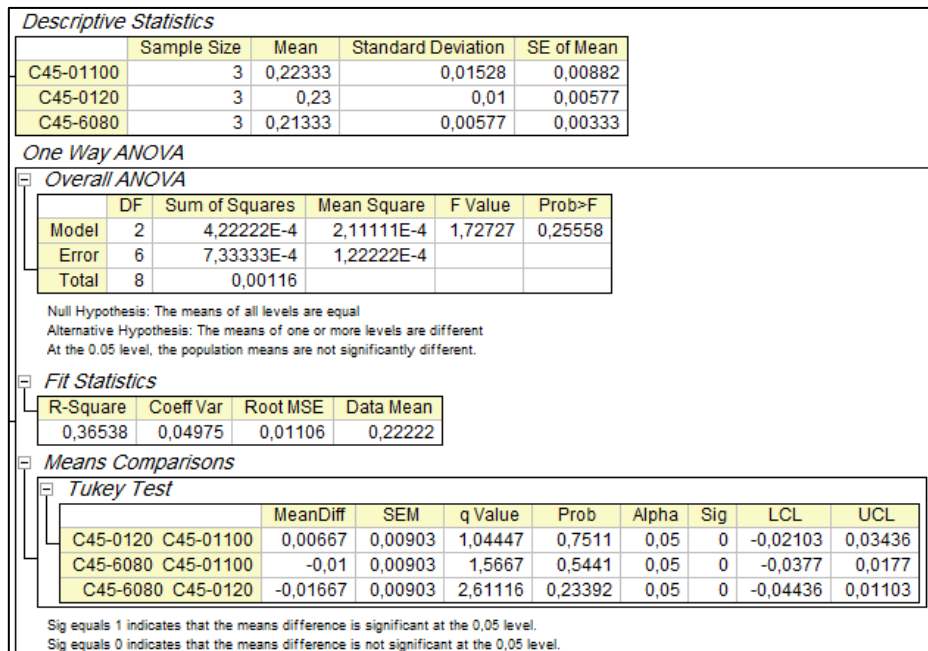 Descriptive Statistics
Sample Size Mean Standard Deviation SE of Mean
C45-01100 3 0,22333 0,01528 0,00882
C45-0120 3 0,23 0,01 0,00577
C45-6080 3 0,21333 0,00577 0,00333
One Way ANOVA
Overall ANOVA
DF Sum of Squares Mean Square F Value Prob>F
Model 2 4,22222E-4 2,11111E-4 1,72727 0,25558
Error 6 7,33333E-4 1,22222E-4
Total 8 0,00116
Null Hypothesis: The means of all levels are equal
Alternative Hypothesis: The means of one or more levels are different
At the 0.05 level, the population means are not significantly different.
Fit Statistics
R-Square Coeff Var Root MSE Data Mean
0,36538 0,04975 0,01106 0,22222
Means Comparisons
Tukey Test
MeanDiff SEM q Value Prob Alpha Sig LCL UCL
C45-0120 C45-01100 0,00667 0,00903 1,04447 0,7511 0,05 0 -0,02103 0,03436
C45-6080 C45-01100 -0,01 0,00903 1,5667 0,5441 0,05 0 -0,0377 0,0177
C45-6080 C45-0120 -0,01667 0,00903 2,61116 0,23392 0,05 0 -0,04436 0,01103
Sig equals 1 indicates that the means difference is significant at the 0,05 level.
Sig equals 0 indicates that the means difference is not significant at the 0,05 level.